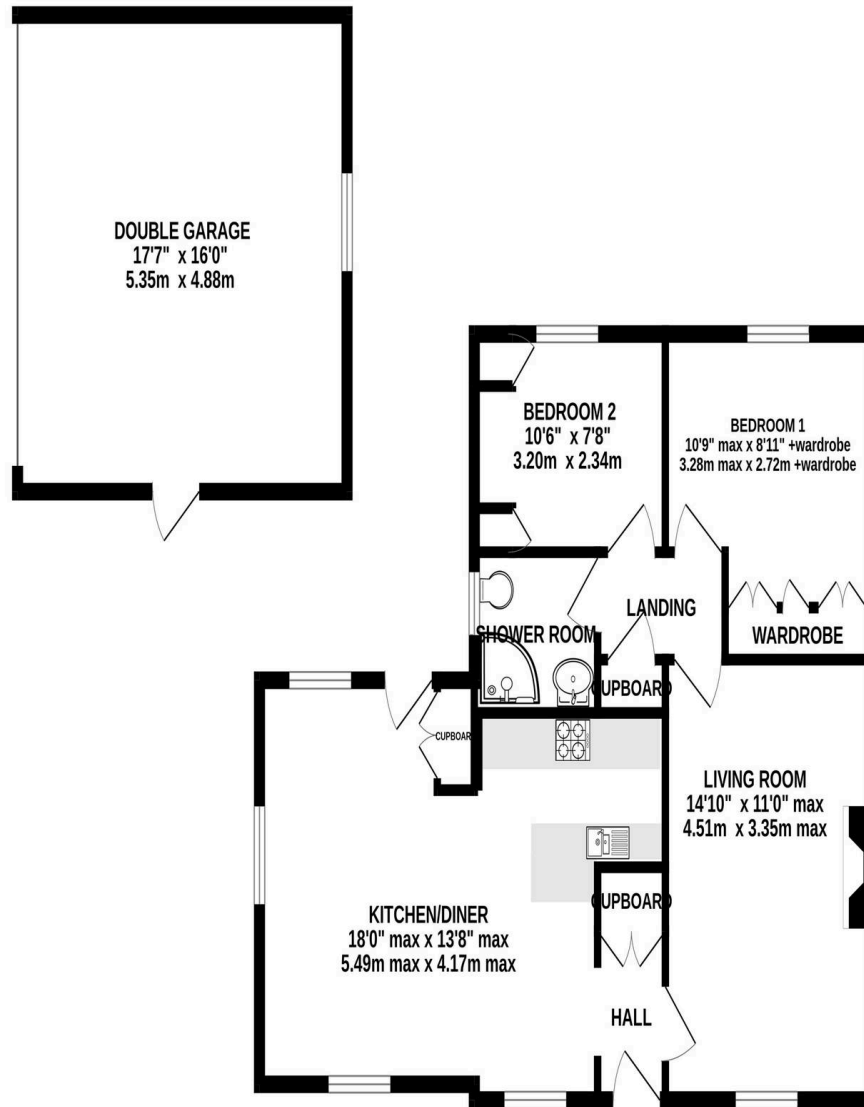 DOUBLE GARAGE
17'7" x 16'0"
5.35m x 4.88m
BEDROOM 2
10'6" x 7'8"
3.20m x 2.34m
BEDROOM 1
10'9" max x 8'11" +wardrobe
3.28m max x 2.72m +wardrobe
LANDING
SHOWER ROOM
WARDROBE
CUPBOARD
CUPBOARD
LIVING ROOM
14'10" x 11'0" max
4.51m x 3.35m max
CUPBOARD
KITCHEN/DINER
18'0" max x 13'8" max
5.49m max x 4.17m max
HALL